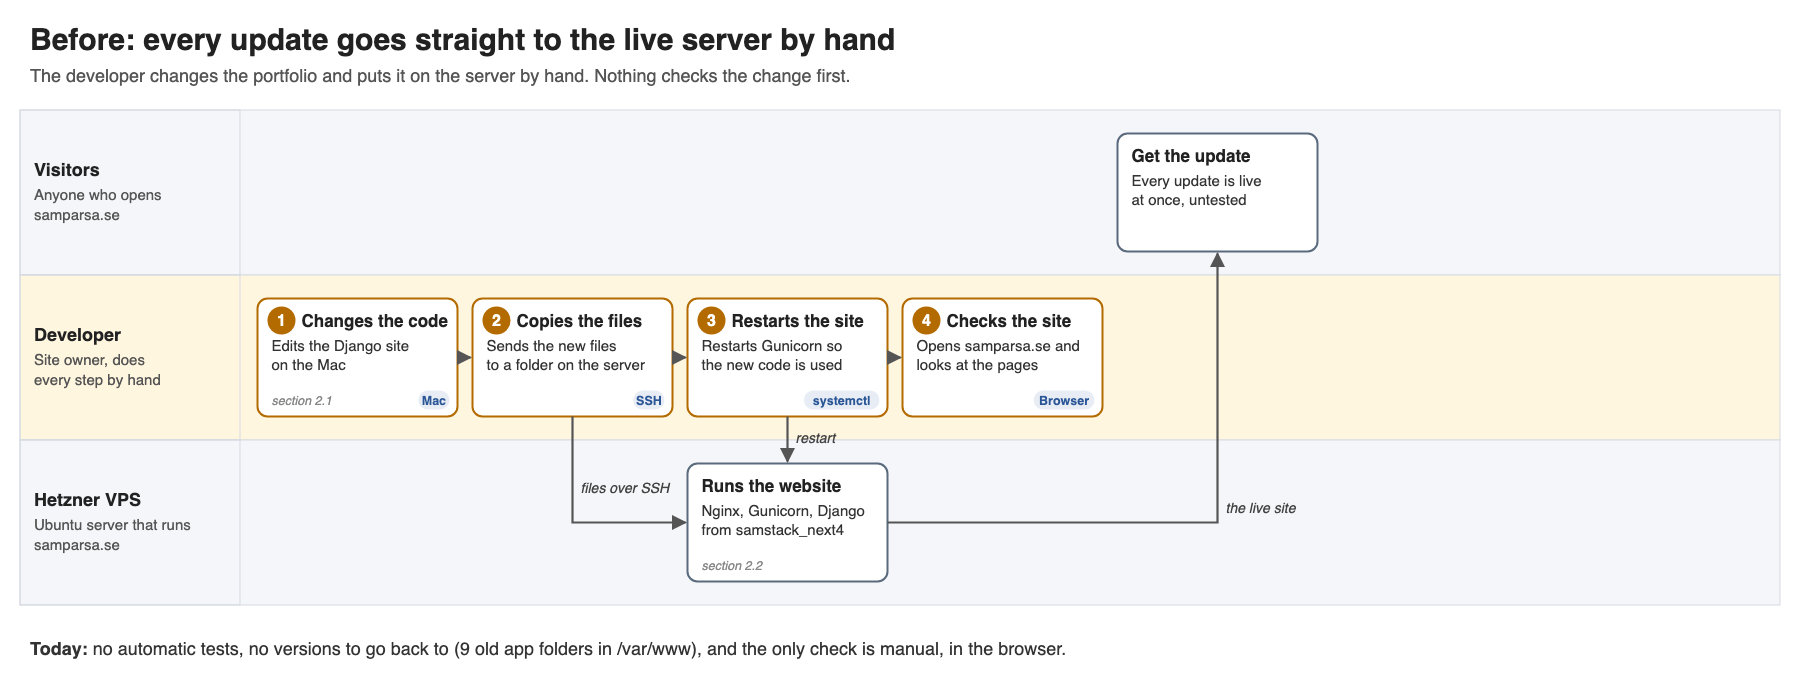 Before: every update goes straight to the live server by hand
The developer changes the portfolio and puts it on the server by hand. Nothing checks the change first.
Visitors
Anyone who opens
samparsa.se
Get the update
Every update is live
at once, untested
Developer
Site owner, does
every step by hand
1 Changes the code
Edits the Django site
on the Mac
section 2.1 Mac
2 Copies the files
Sends the new files
to a folder on the server
SSH
3 Restarts the site
Restarts Gunicorn so
the new code is used
systemctl
4 Checks the site
Opens samparsa.se and
looks at the pages
Browser
restart
files over SSH
Hetzner VPS
Ubuntu server that runs
samparsa.se
Runs the website
Nginx, Gunicorn, Django
from samstack_next4
section 2.2
the live site
Today: no automatic tests, no versions to go back to (9 old app folders in /var/www), and the only check is manual, in the browser.